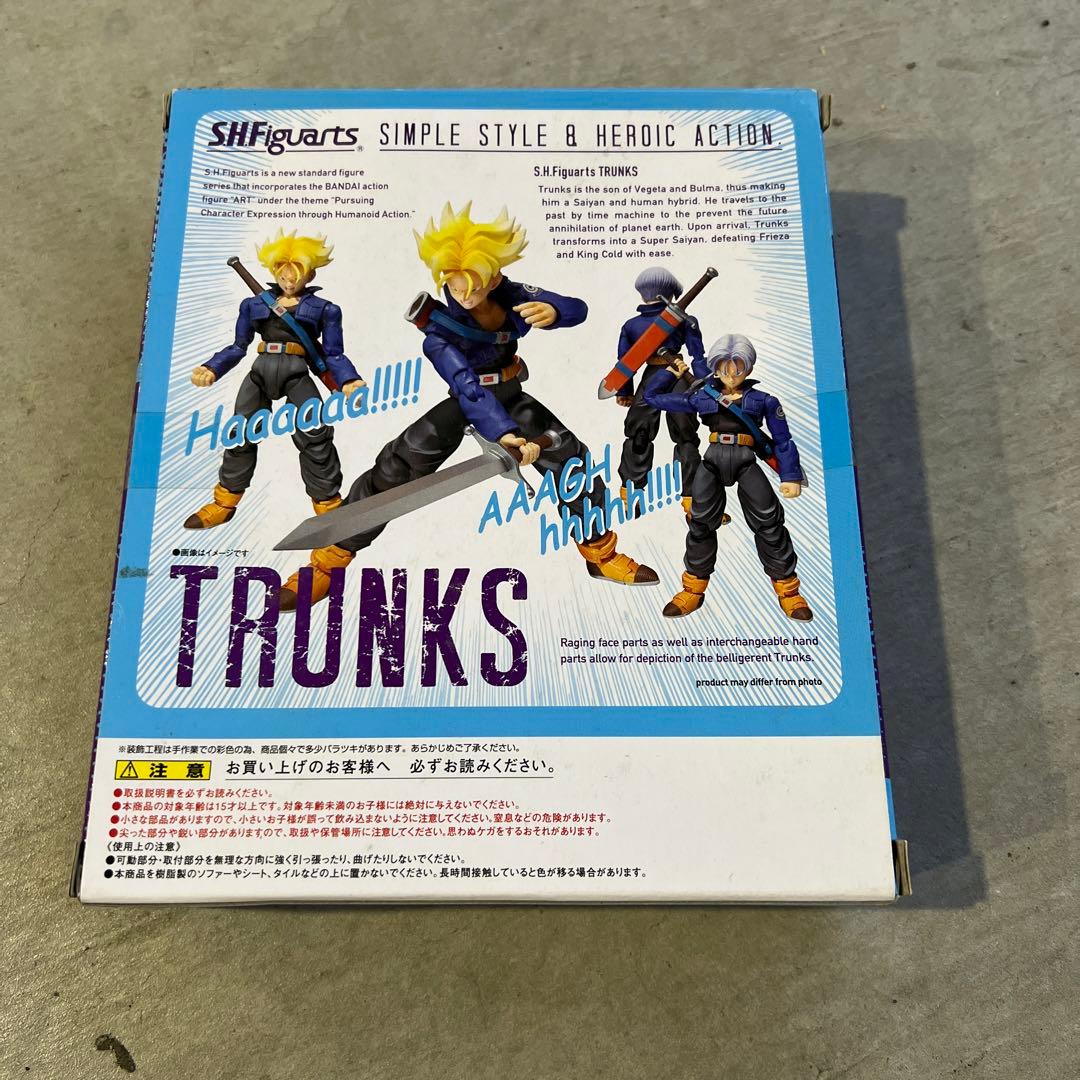 S.H.Figuarts® SIMPLE STYLE & HEROIC ACTION.
S.H.Figuarts is a new standard figure
series that incorporates the BANDAI action
figure "ART" under the theme "Pursuing
Character Expression through Humanoid Action."
S.H.Figuarts TRUNKS
Trunks is the son of Vegeta and Bulma, thus making
him a Saiyan and human hybrid. He travels to the
past by time machine to the prevent the future
annihilation of planet earth. Upon arrival, Trunks
transforms into a Super Saiyan, defeating Frieza
and King Cold with ease.
Haaaaaaa!!!!!
AAAGH
hhhhh!!!!
●画像はイメージです
TRUNKS
Raging face parts as well as interchangeable hand
parts allow for depiction of the belligerent Trunks.
product may differ from photo
※装飾工程は手作業での彩色の為、商品個々で多少バラツキがあります。あらかじめご了承ください。
注意 お買い上げのお客様へ 必ずお読みください。
●取扱説明書を必ずお読みください。
●本商品の対象年齢は15才以上です。対象年齢未満のお子様には絶対に与えないでください。
●小さな部品がありますので、小さいお子様が誤って飲み込まないように注意してください。窒息などの危険があります。
●尖った部分や鋭い部分がありますので、取扱や保管場所に注意してください。思わぬケガをするおそれがあります。
〈使用上の注意〉
●可動部分・取付部分を無理な方向に強く引っ張ったり、曲げたりしないでください。
●本商品を樹脂製のソファーやシート、タイルなどの上に置かないでください。長時間接触していると色が移る場合があります。